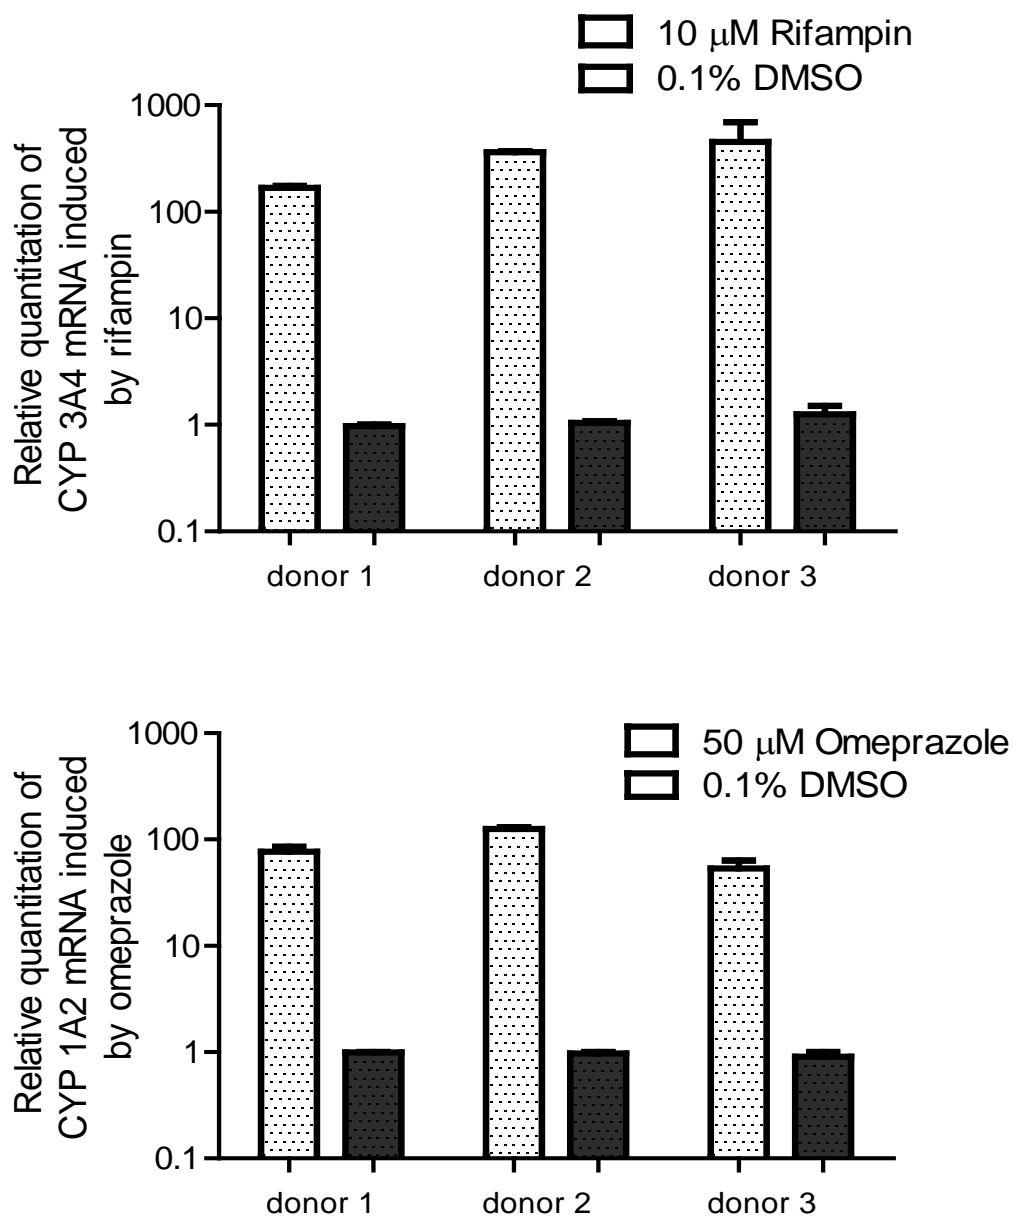 10 μM Rifampin
0.1% DMSO
Relative quantitation of
CYP 3A4 mRNA induced
by rifampin
1000
100
10
1
0.1
donor 1
donor 2
donor 3
50 μM Omeprazole
0.1% DMSO
Relative quantitation of
CYP 1A2 mRNA induced
by omeprazole
1000
100
10
1
0.1
donor 1
donor 2
donor 3